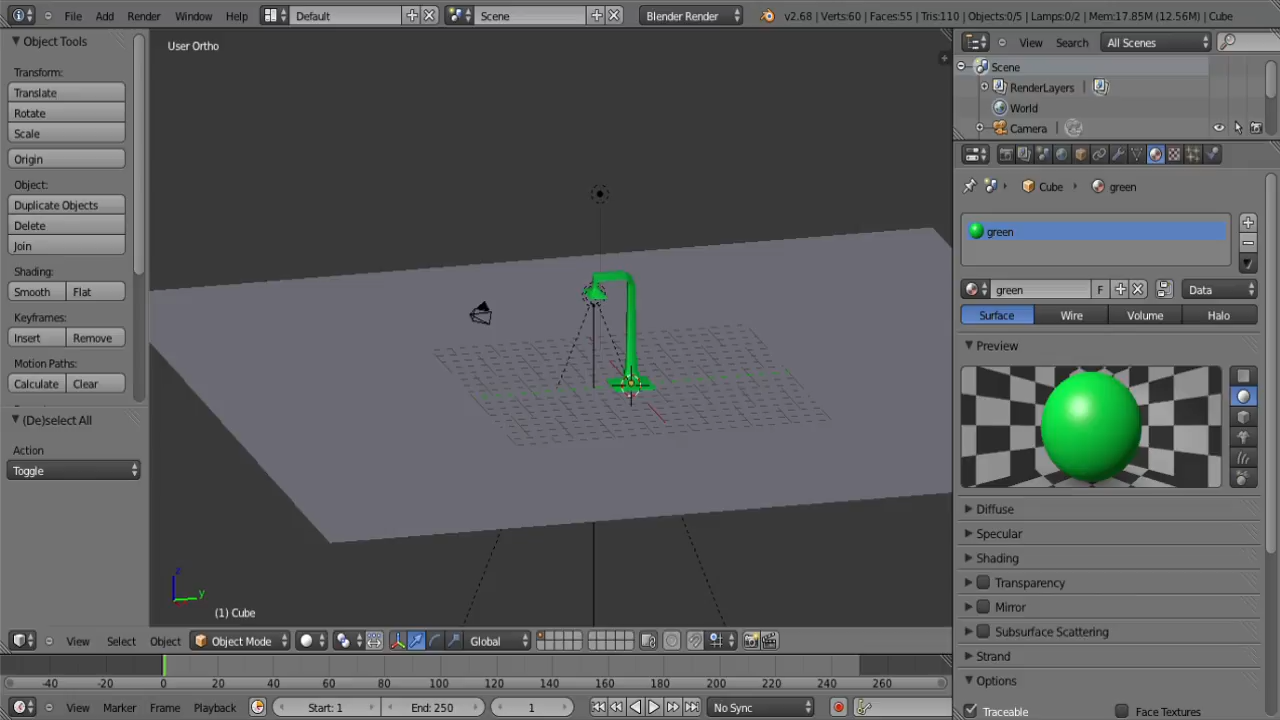 File Add Render Window Help Default Scene Blender Render v2.68 | Verts:60 | Faces:55 | Tris:110 | Objects:0/5 | Lamps:0/2 | Mem:17.85M (12.56M) | Cube
Object Tools
Transform:
Translate
Rotate
Scale
Origin
Object:
Duplicate Objects
Delete
Join
Shading:
Smooth Flat
Keyframes:
Insert Remove
Motion Paths:
Calculate Clear
(De)select All
Action
Toggle
User Ortho
z
y
(1) Cube
View Select Object Object Mode Global
-40 -20 0 20 40 60 80 100 120 140 160 180 200 220 240 260
View Marker Frame Playback Start: 1 End: 250 1 No Sync
View Search All Scenes
Scene
RenderLayers
World
Camera
Cube green
green
green F Data
Surface Wire Volume Halo
Preview
Diffuse
Specular
Shading
Transparency
Mirror
Subsurface Scattering
Strand
Options
Traceable Face Textures